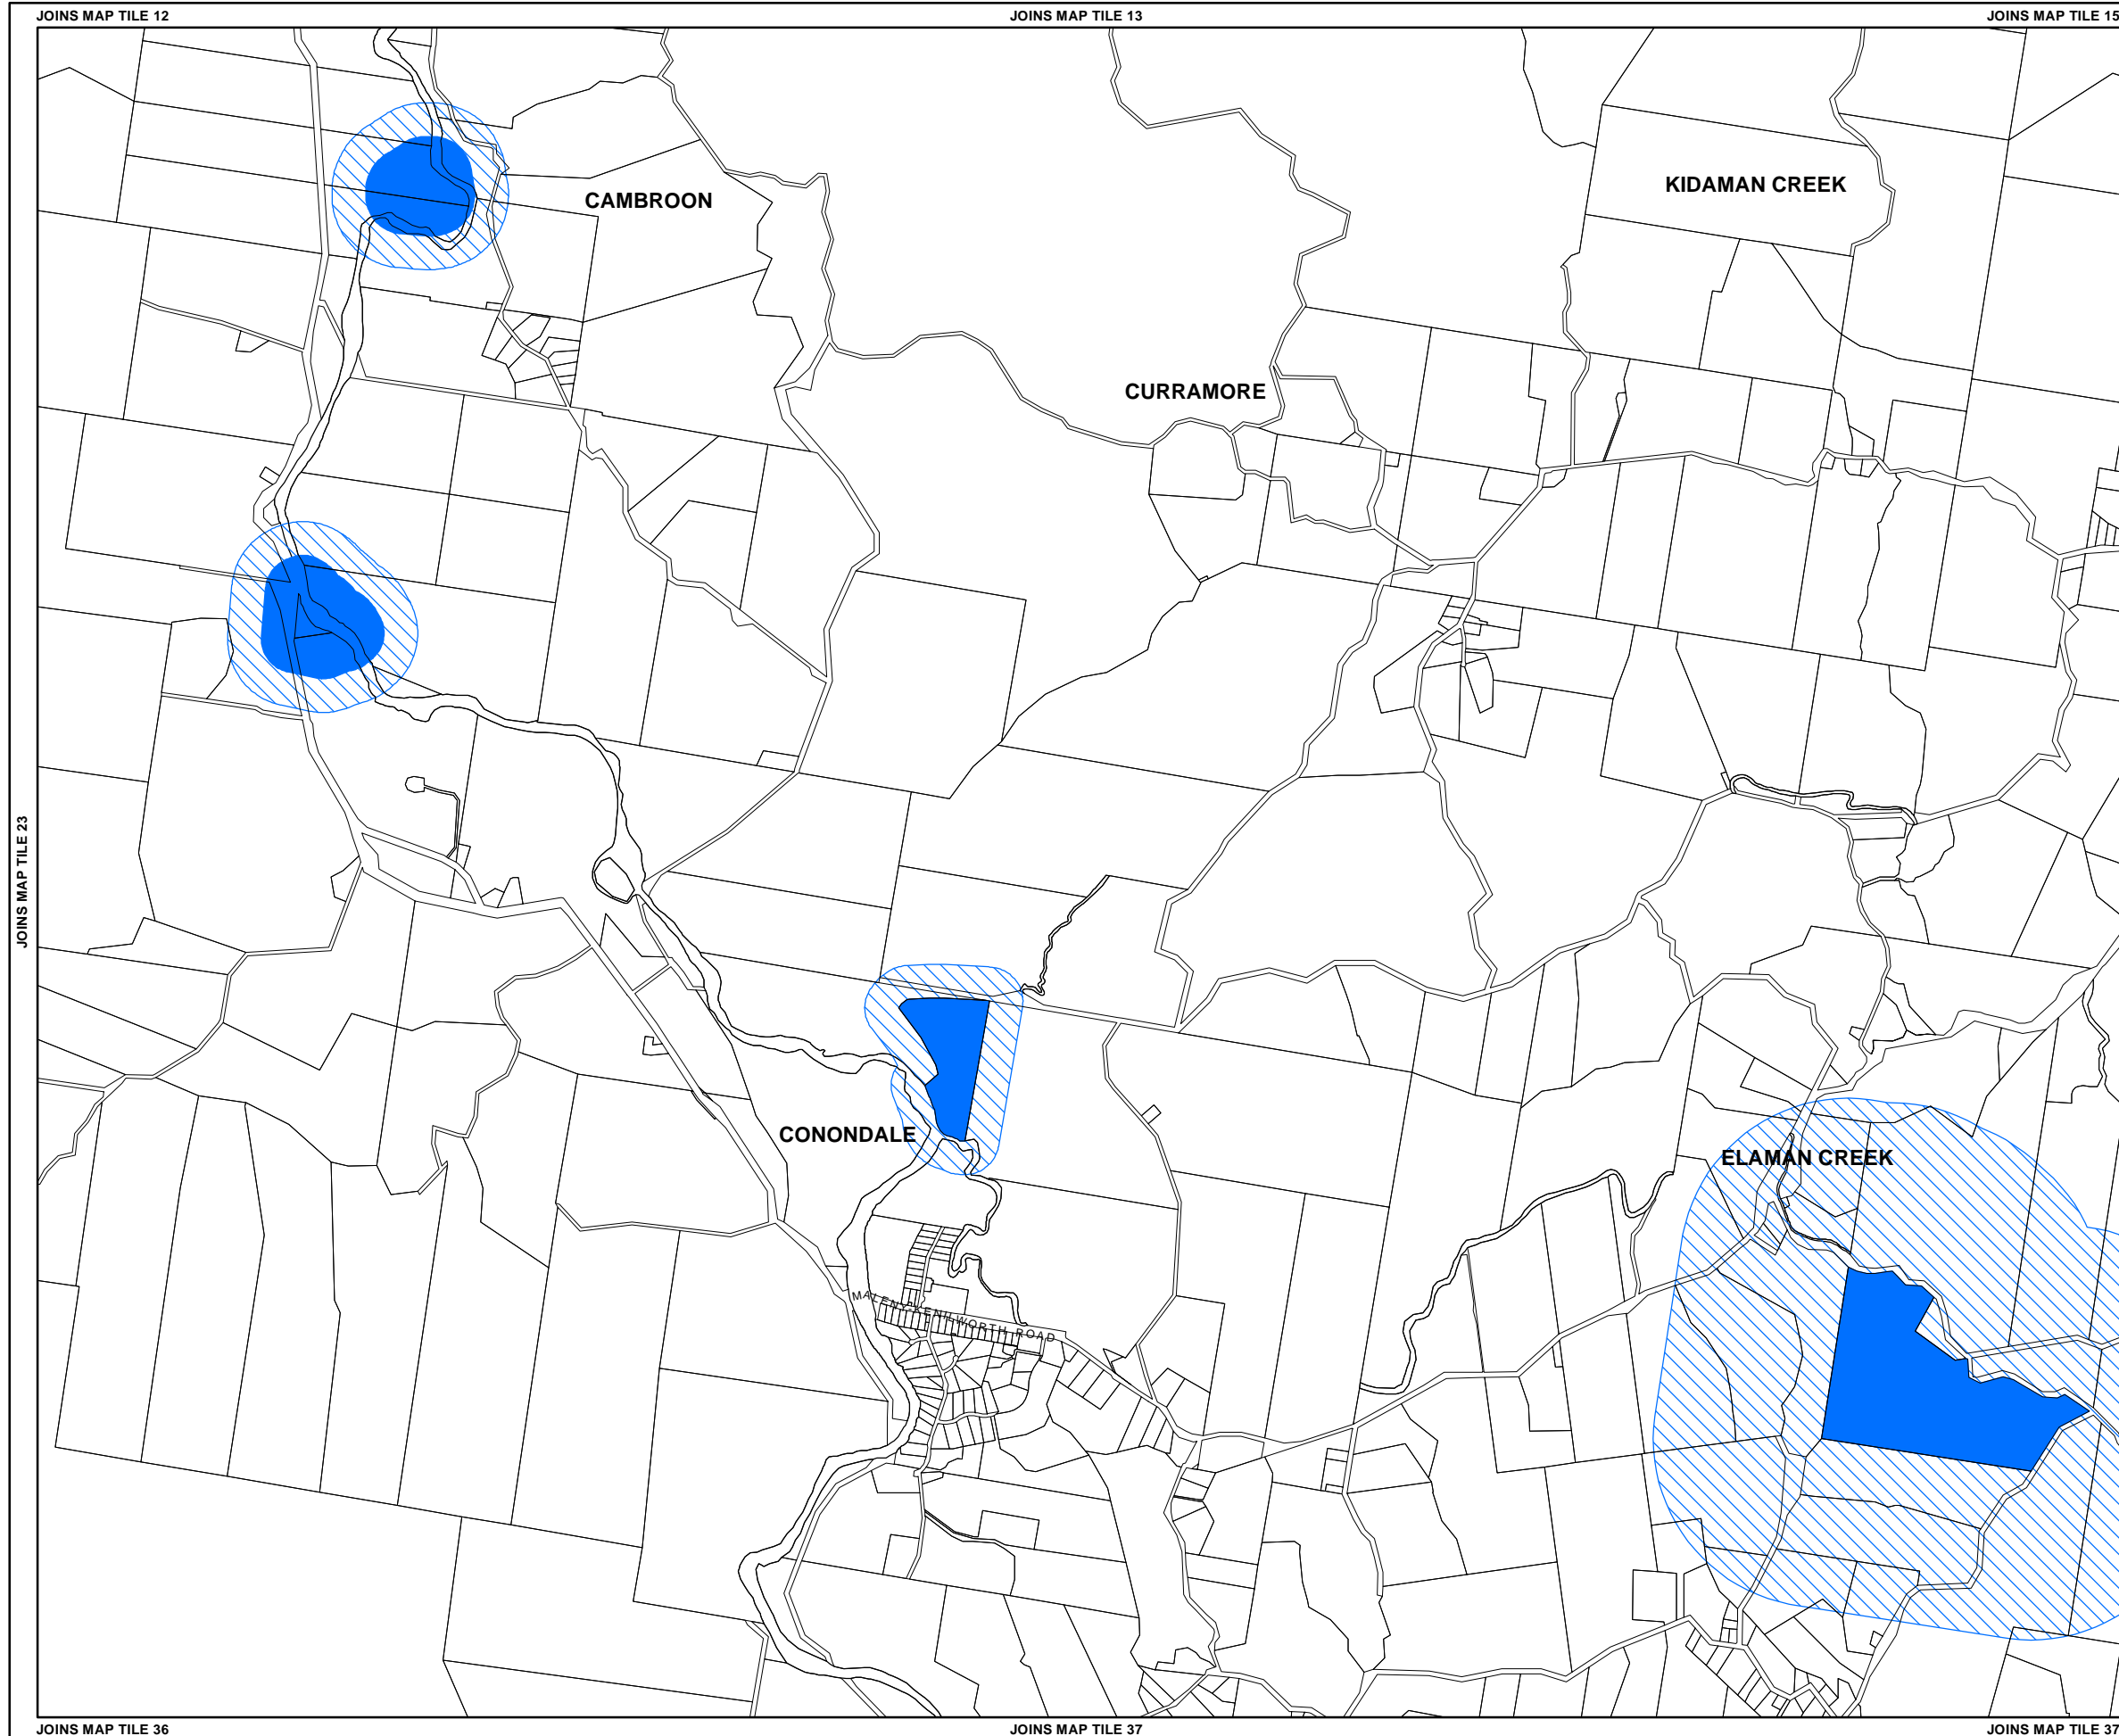 JOINS MAP TILE 12
JOINS MAP TILE 13
JOINS MAP TILE 15
KIDAMAN CREEK
CAMBROON
CURRAMORE
JOINS MAP TILE 23
CONONDALE
ELAMAN CREEK
MALENY KENILWORTH ROAD
JOINS MAP TILE 36
JOINS MAP TILE 37
JOINS MAP TILE 37